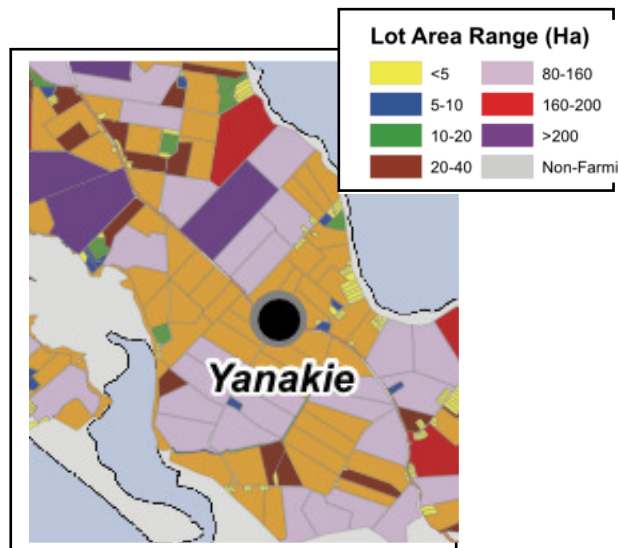 Lot Area Range (Ha)
<5 80-160
5-10 160-200
10-20 >200
20-40 Non-Farmi
Yanakie